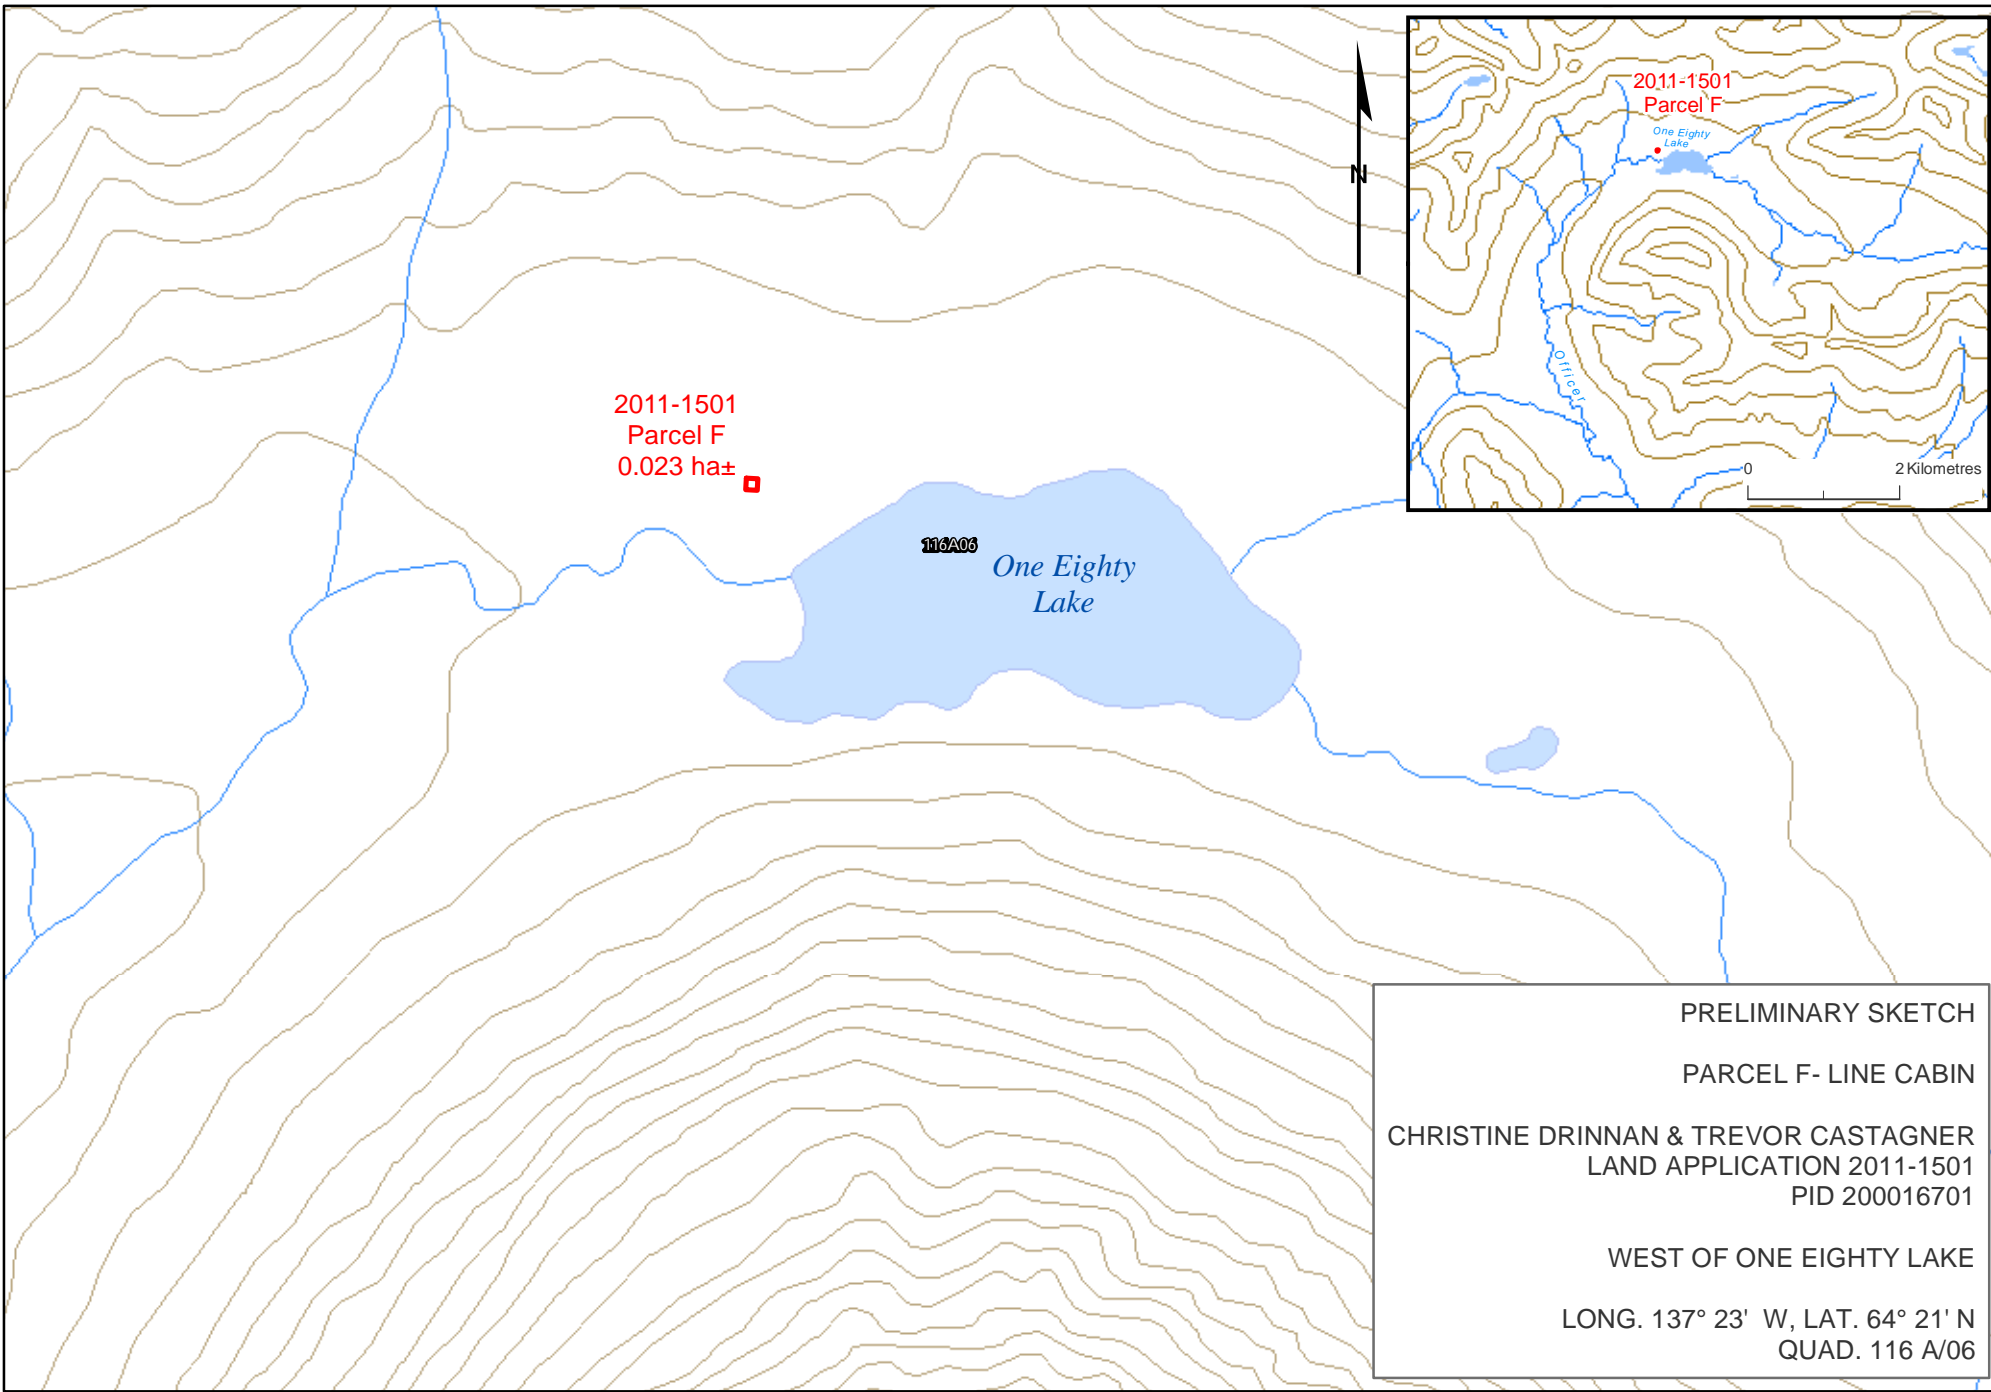 2011-1501
Parcel F
0.023 ha±
116A06
One Eighty
Lake
N
2011-1501
Parcel F
One Eighty
Lake
Officer
0
2 Kilometres
PRELIMINARY SKETCH
PARCEL F- LINE CABIN
CHRISTINE DRINNAN & TREVOR CASTAGNER
LAND APPLICATION 2011-1501
PID 200016701
WEST OF ONE EIGHTY LAKE
LONG. 137° 23' W, LAT. 64° 21' N
QUAD. 116 A/06